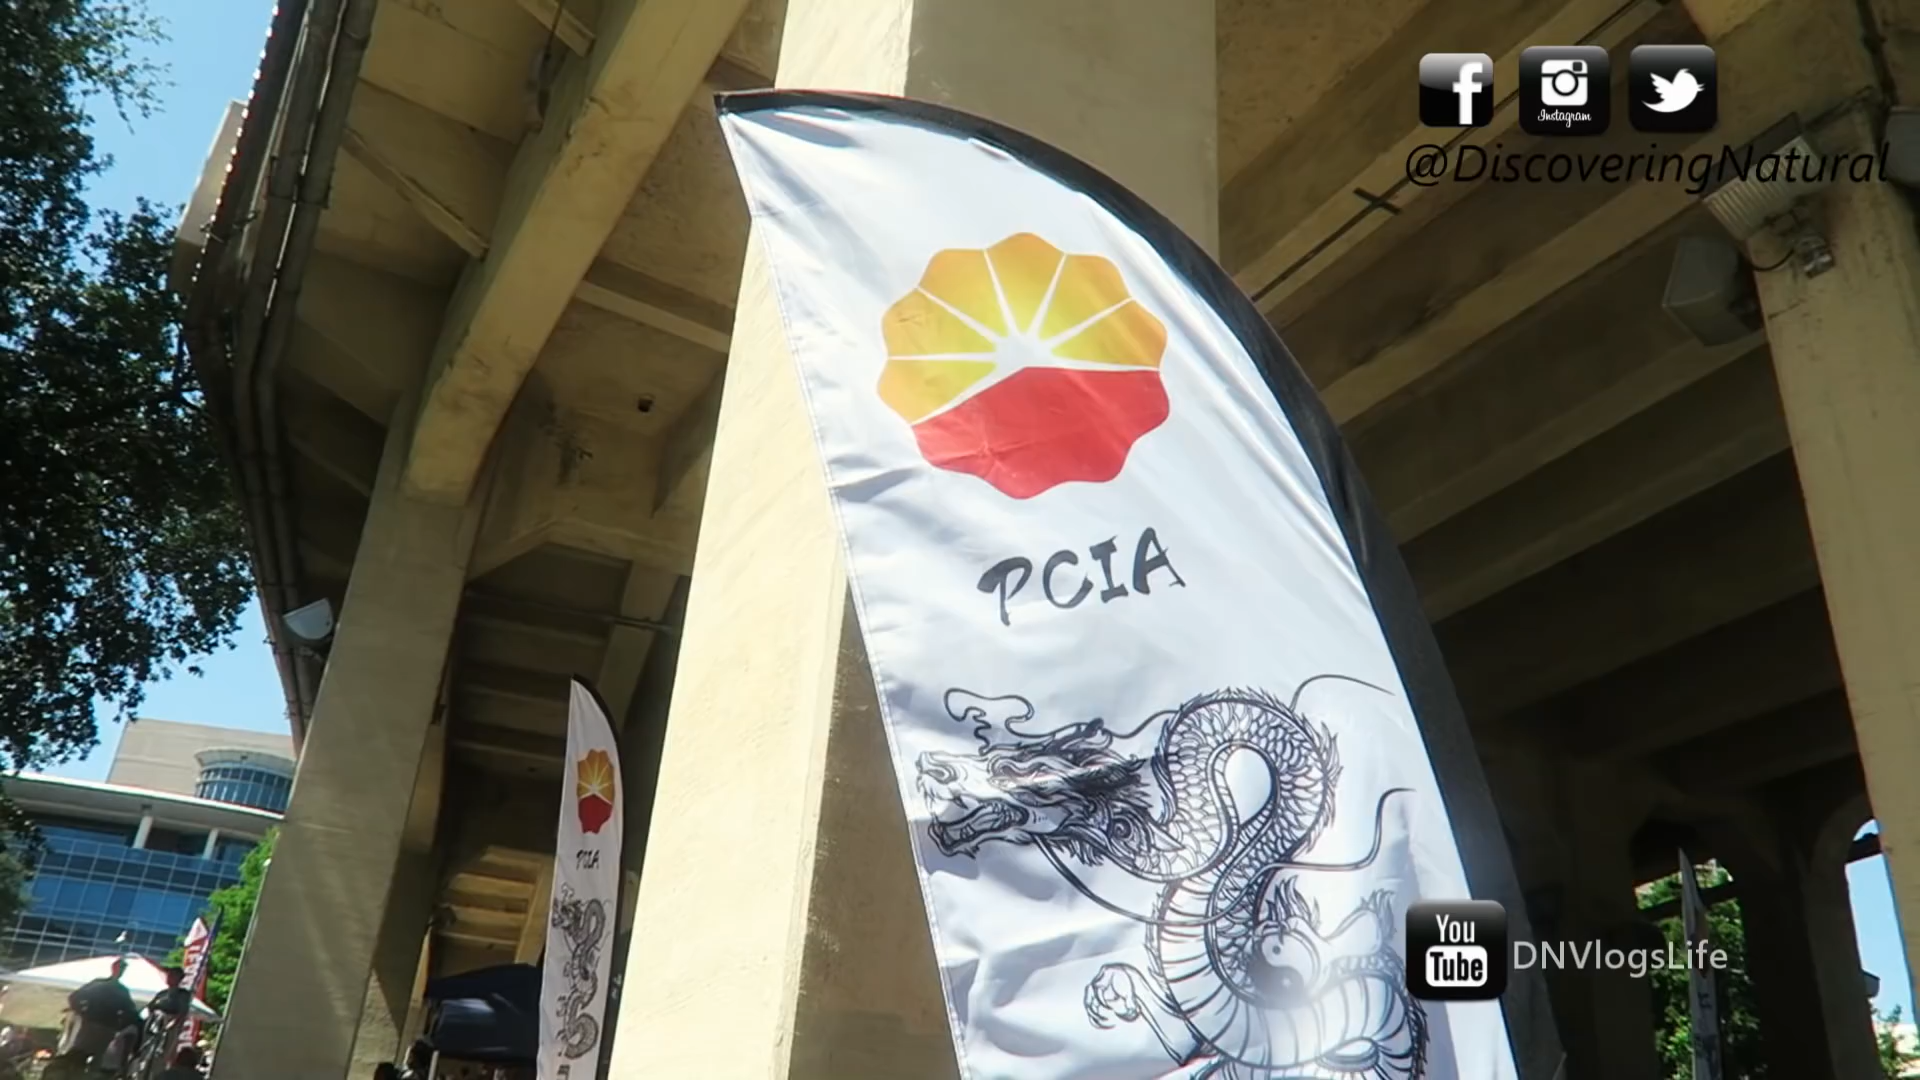 Instagram
@DiscoveringNatural
PCIA
PCIA
You
Tube
DNVlogsLife